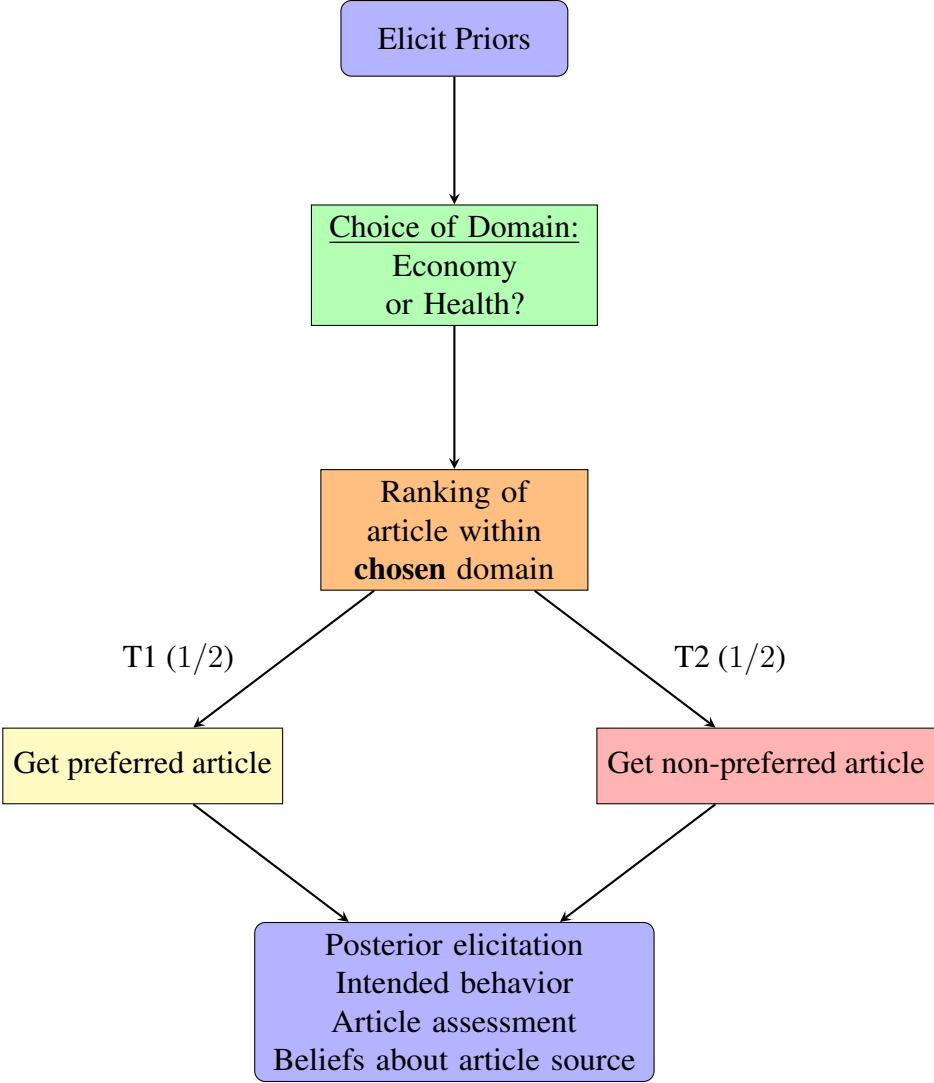 Elicit Priors
Choice of Domain:
Economy
or Health?
Ranking of
article within
chosen domain
T1 (1/2)
T2 (1/2)
Get preferred article
Get non-preferred article
Posterior elicitation
Intended behavior
Article assessment
Beliefs about article source